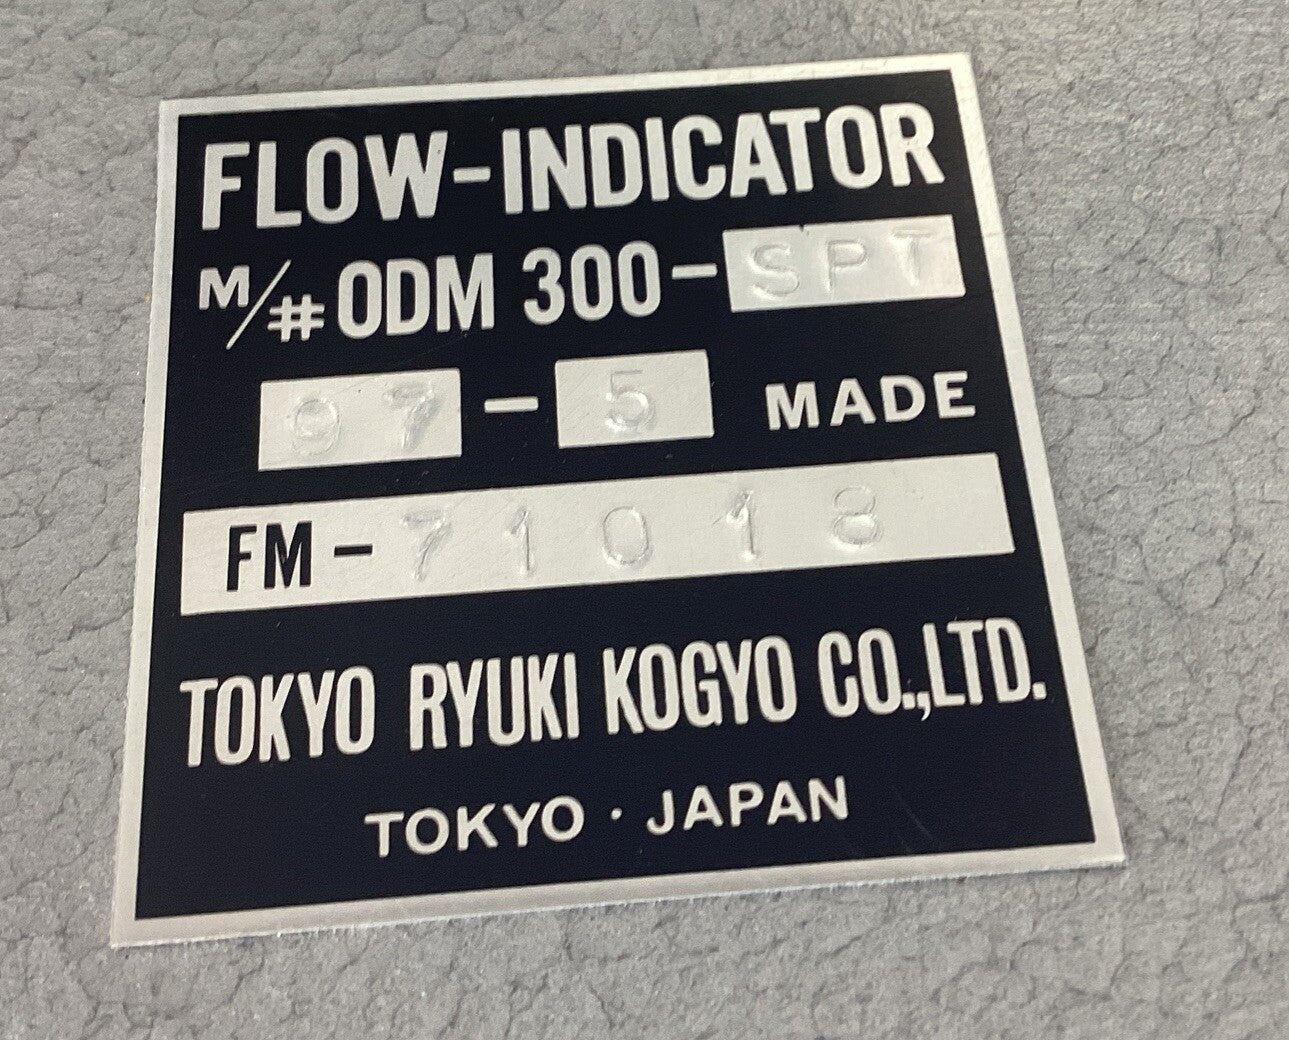 FLOW-INDICATOR
M/# ODM 300-SPT
97-5 MADE
FM-71018
TOKYO RYUKI KOGYO CO.,LTD.
TOKYO・JAPAN